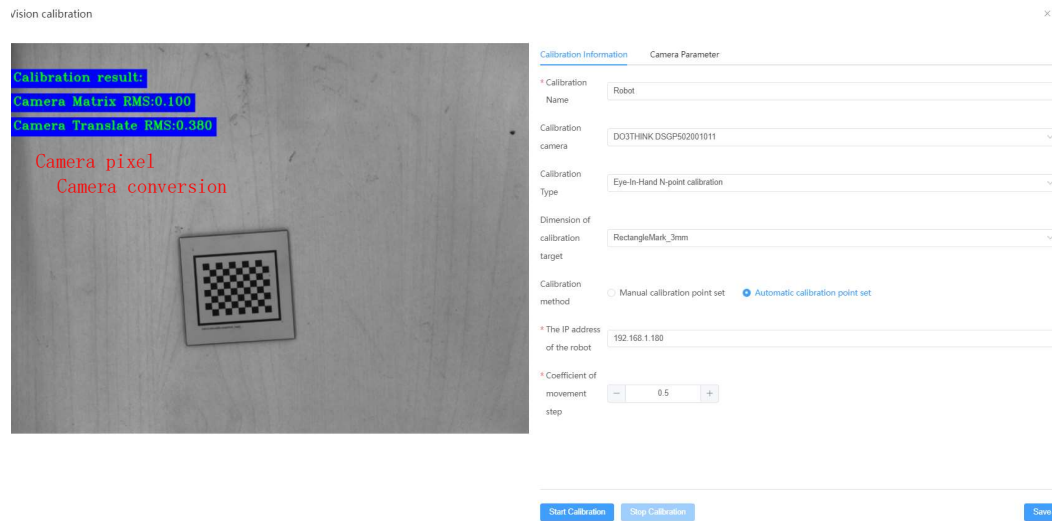 Vision calibration
Calibration result:
Camera Matrix RMS:0.100
Camera Translate RMS:0.380
Camera pixel
Camera conversion
Calibration Information Camera Parameter
* Calibration Name
Robot
Calibration camera
DO3THINK DSGP502001011
Calibration Type
Eye-In-Hand N-point calibration
Dimension of calibration target
RectangleMark_3mm
Calibration method
Manual calibration point set Automatic calibration point set
* The IP address of the robot
192.168.1.180
* Coefficient of movement step
0.5
Start Calibration Stop Calibration Save